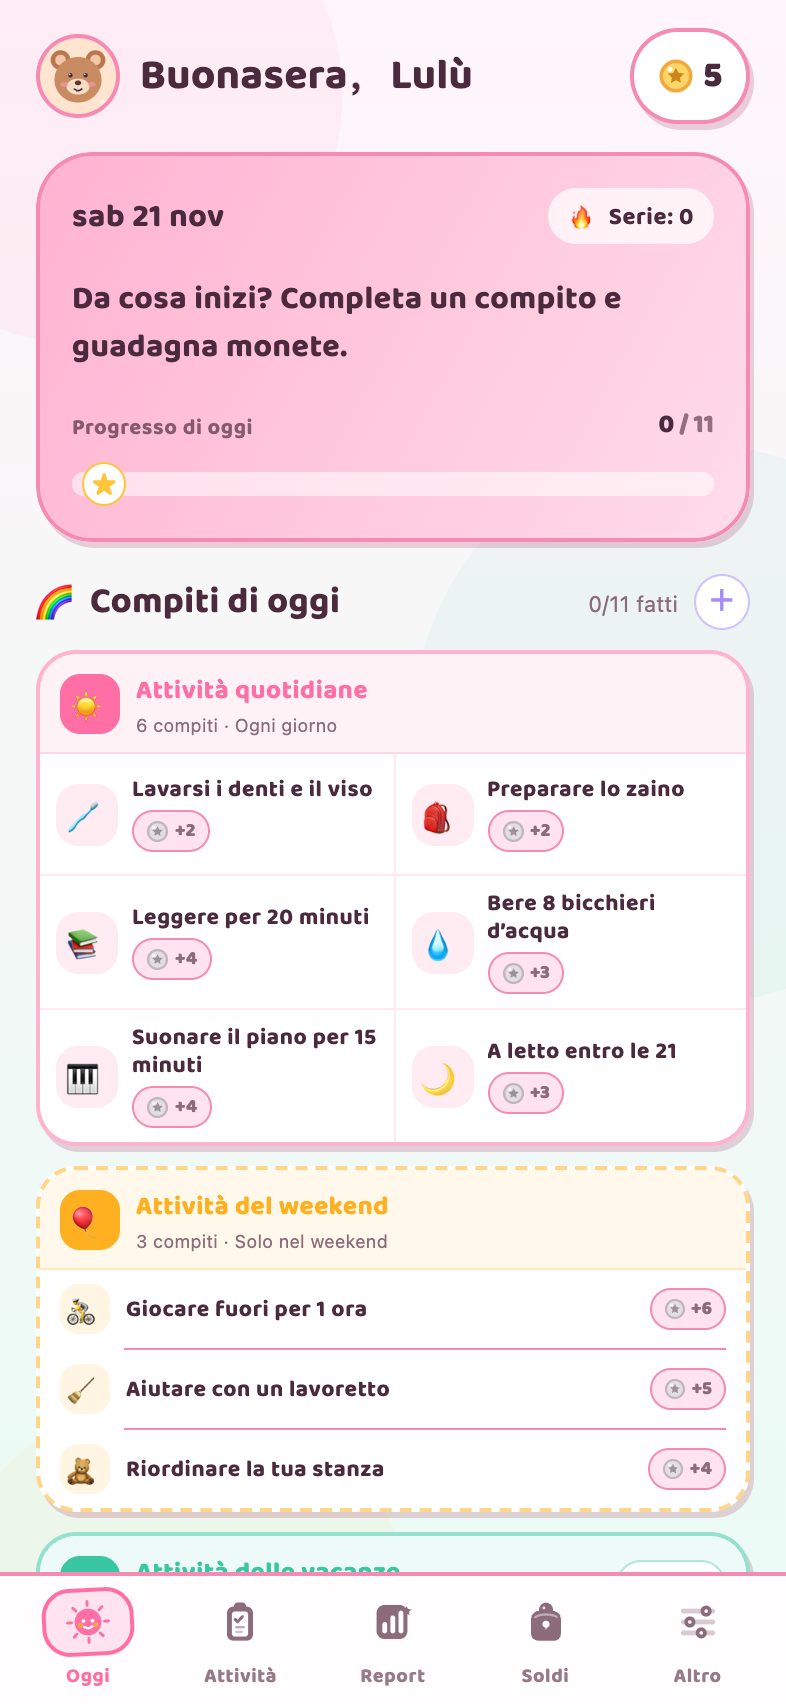 Buonasera, Lulù
5
sab 21 nov
Serie: 0
Da cosa inizi? Completa un compito e
guadagna monete.
Progresso di oggi
0 / 11
Compiti di oggi
0/11 fatti
Attività quotidiane
6 compiti · Ogni giorno
Lavarsi i denti e il viso
+2
Preparare lo zaino
+2
Leggere per 20 minuti
+4
Bere 8 bicchieri
d'acqua
+3
Suonare il piano per 15
minuti
+4
A letto entro le 21
+3
Attività del weekend
3 compiti · Solo nel weekend
Giocare fuori per 1 ora
+6
Aiutare con un lavoretto
+5
Riordinare la tua stanza
+4
Attività delle vacanze
Oggi
Attività
Report
Soldi
Altro